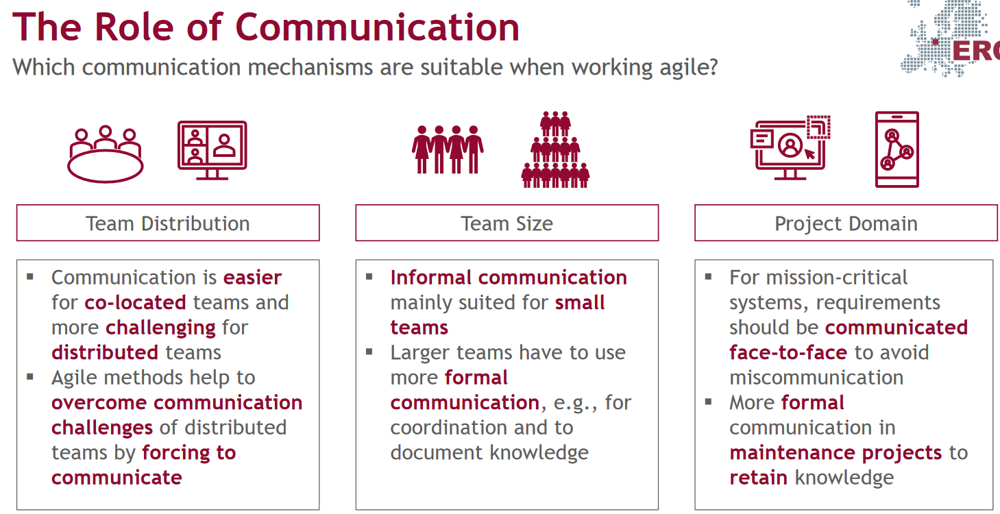 The Role of Communication
Which communication mechanisms are suitable when working agile?
Team Distribution
▪ Communication is easier
for co-located teams and
more challenging for
distributed teams
▪ Agile methods help to
overcome communication
challenges of distributed
teams by forcing to
communicate
Team Size
▪ Informal communication
mainly suited for small
teams
▪ Larger teams have to use
more formal
communication, e.g., for
coordination and to
document knowledge
Project Domain
▪ For mission-critical
systems, requirements
should be communicated
face-to-face to avoid
miscommunication
▪ More formal
communication in
maintenance projects to
retain knowledge